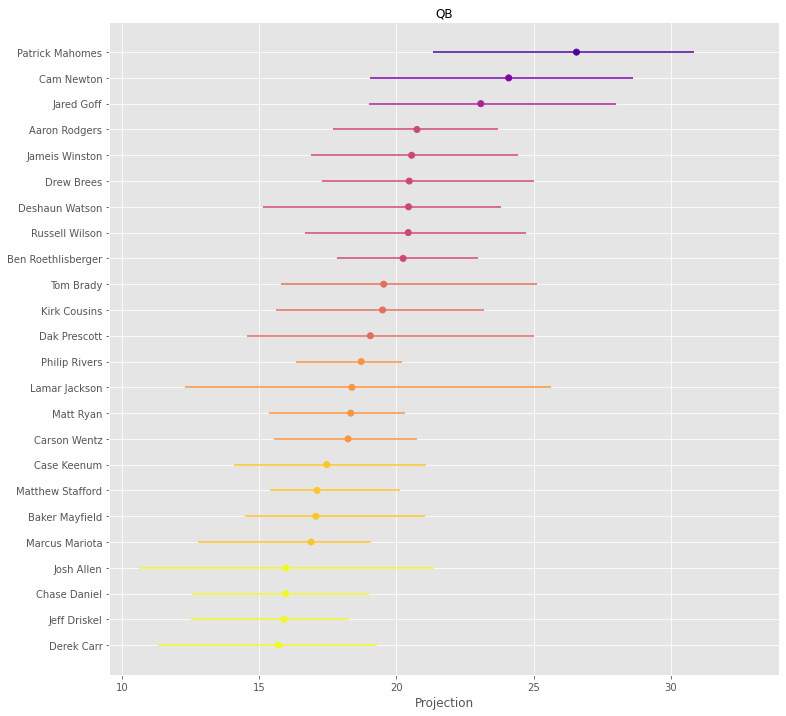 QB
Patrick Mahomes
Cam Newton
Jared Goff
Aaron Rodgers
Jameis Winston
Drew Brees
Deshaun Watson
Russell Wilson
Ben Roethlisberger
Tom Brady
Kirk Cousins
Dak Prescott
Philip Rivers
Lamar Jackson
Matt Ryan
Carson Wentz
Case Keenum
Matthew Stafford
Baker Mayfield
Marcus Mariota
Josh Allen
Chase Daniel
Jeff Driskel
Derek Carr
10 15 20 25 30
Projection